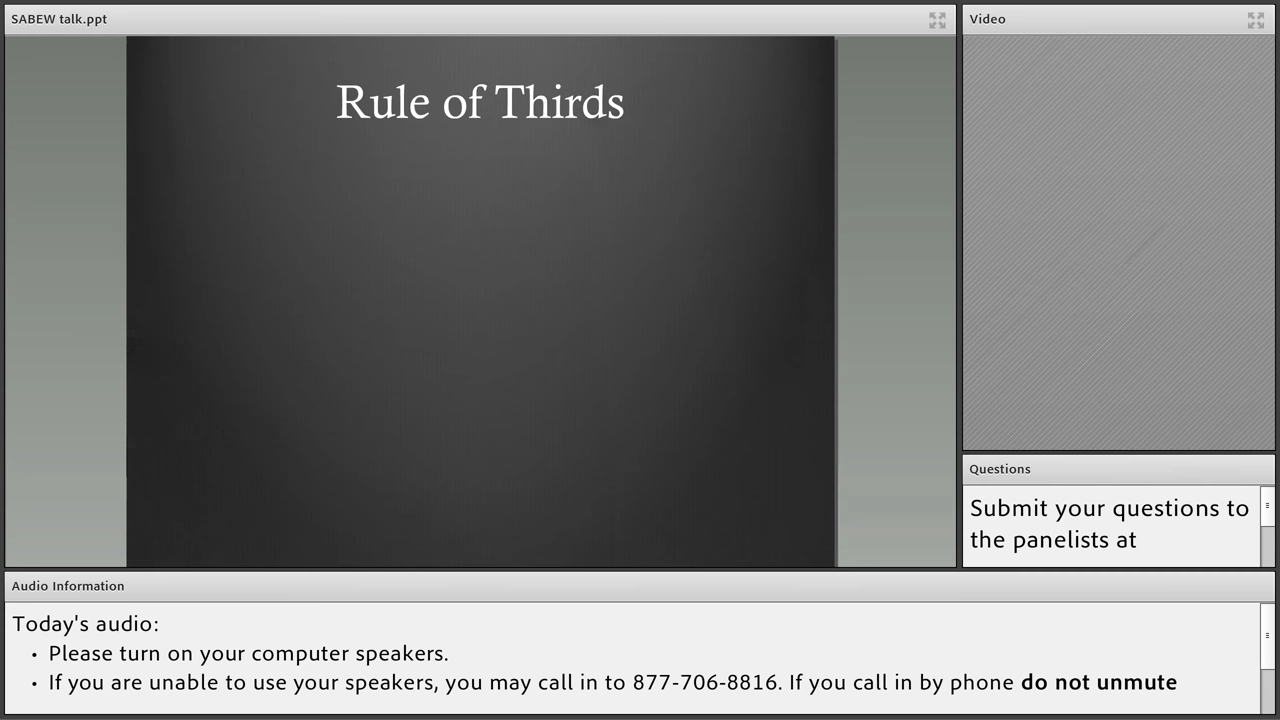 SABEW talk.ppt
Rule of Thirds
Video
Questions
Submit your questions to
the panelists at
Audio Information
Today's audio:
• Please turn on your computer speakers.
• If you are unable to use your speakers, you may call in to 877-706-8816. If you call in by phone do not unmute